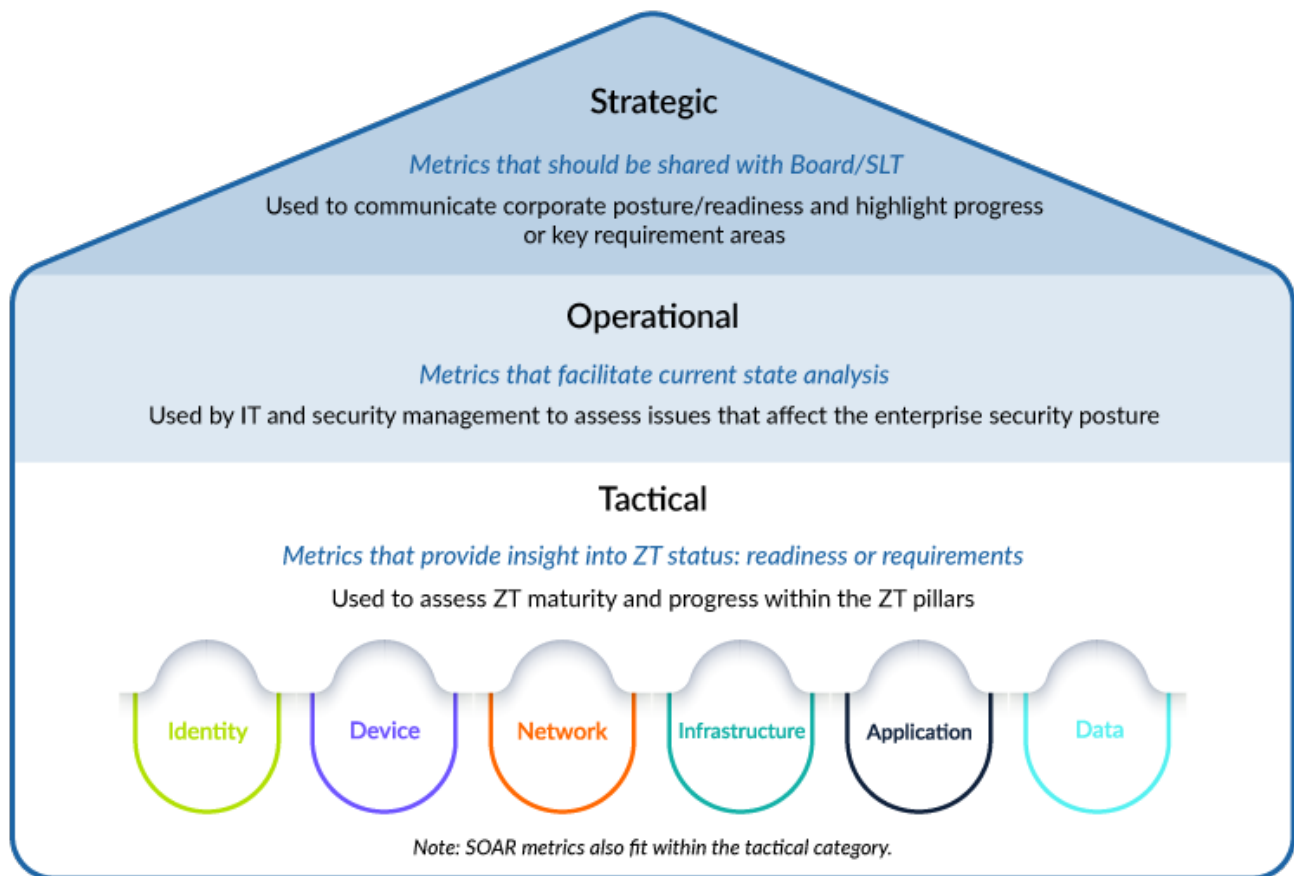 Strategic
Metrics that should be shared with Board/SLT
Used to communicate corporate posture/readiness and highlight progress
or key requirement areas
Operational
Metrics that facilitate current state analysis
Used by IT and security management to assess issues that affect the enterprise security posture
Tactical
Metrics that provide insight into ZT status: readiness or requirements
Used to assess ZT maturity and progress within the ZT pillars
Identity
Device
Network
Infrastructure
Application
Data
Note: SOAR metrics also fit within the tactical category.